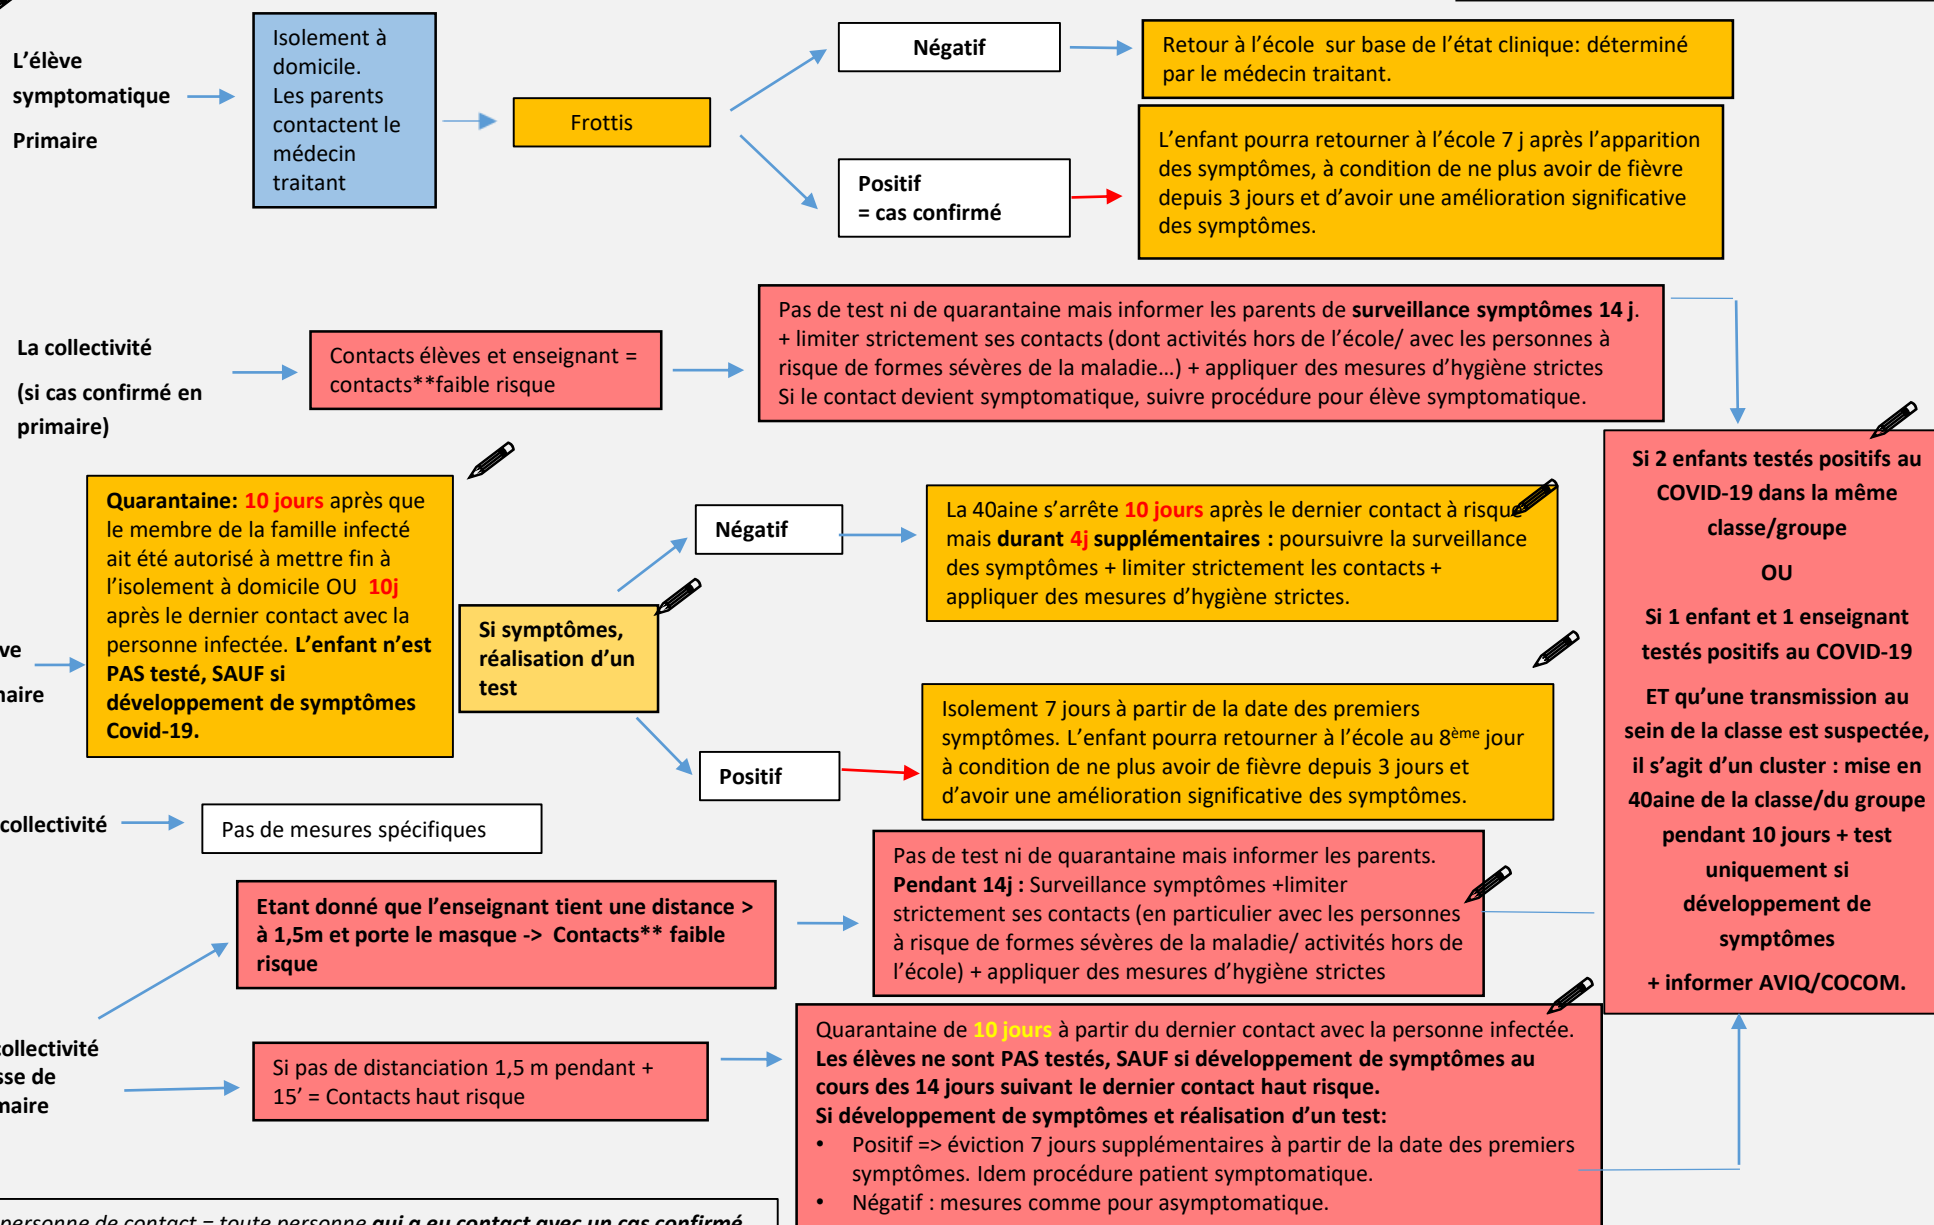 L'élève
symptomatique
Primaire
Isolement à
domicile.
Les parents
contactent le
médecin
traitant
Frottis
Négatif
Retour à l'école sur base de l'état clinique: déterminé
par le médecin traitant.
Positif
= cas confirmé
L'enfant pourra retourner à l'école 7 j après l'apparition
des symptômes, à condition de ne plus avoir de fièvre
depuis 3 jours et d'avoir une amélioration significative
des symptômes.
La collectivité
(si cas confirmé en
primaire)
Contacts élèves et enseignant =
contacts**faible risque
Pas de test ni de quarantaine mais informer les parents de surveillance symptômes 14 j.
+ limiter strictement ses contacts (dont activités hors de l'école/ avec les personnes à
risque de formes sévères de la maladie...) + appliquer des mesures d'hygiène strictes
Si le contact devient symptomatique, suivre procédure pour élève symptomatique.
ve
naire
Quarantaine: 10 jours après que
le membre de la famille infecté
ait été autorisé à mettre fin à
l'isolement à domicile OU 10j
après le dernier contact avec la
personne infectée. L'enfant n'est
PAS testé, SAUF si
développement de symptômes
Covid-19.
Si symptômes,
réalisation d'un
test
Négatif
La 40aine s'arrête 10 jours après le dernier contact à risque
mais durant 4j supplémentaires : poursuivre la surveillance
des symptômes + limiter strictement les contacts +
appliquer des mesures d'hygiène strictes.
Positif
Isolement 7 jours à partir de la date des premiers
symptômes. L'enfant pourra retourner à l'école au 8ème jour
à condition de ne plus avoir de fièvre depuis 3 jours et
d'avoir une amélioration significative des symptômes.
collectivité
Pas de mesures spécifiques
Si 2 enfants testés positifs au
COVID-19 dans la même
classe/groupe
OU
Si 1 enfant et 1 enseignant
testés positifs au COVID-19
ET qu'une transmission au
sein de la classe est suspectée,
il s'agit d'un cluster : mise en
40aine de la classe/du groupe
pendant 10 jours + test
uniquement si
développement de
symptômes
+ informer AVIQ/COCOM.
ollectivité
sse de
naire
Etant donné que l'enseignant tient une distance >
à 1,5m et porte le masque -> Contacts** faible
risque
Pas de test ni de quarantaine mais informer les parents.
Pendant 14j : Surveillance symptômes +limiter
strictement ses contacts (en particulier avec les personnes
à risque de formes sévères de la maladie/ activités hors de
l'école) + appliquer des mesures d'hygiène strictes
Si pas de distanciation 1,5 m pendant +
15' = Contacts haut risque
Quarantaine de 10 jours à partir du dernier contact avec la personne infectée.
Les élèves ne sont PAS testés, SAUF si développement de symptômes au
cours des 14 jours suivant le dernier contact haut risque.
Si développement de symptômes et réalisation d'un test:
• Positif => éviction 7 jours supplémentaires à partir de la date des premiers
symptômes. Idem procédure patient symptomatique.
• Négatif : mesures comme pour asymptomatique.
personne de contact = toute personne qui a eu contact avec un cas confirmé